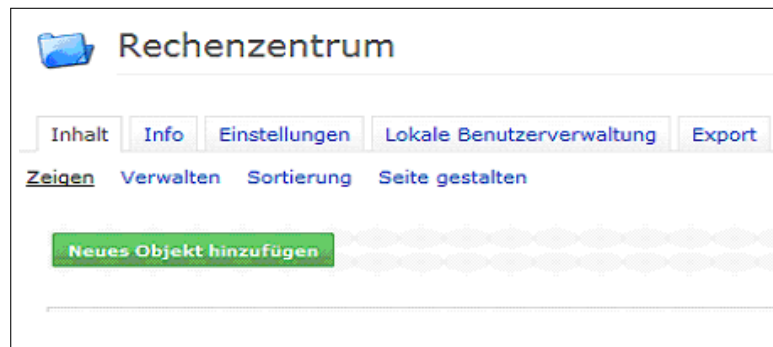 Rechenzentrum
Inhalt Info Einstellungen Lokale Benutzerverwaltung Export
Zeigen Verwalten Sortierung Seite gestalten
Neues Objekt hinzufügen